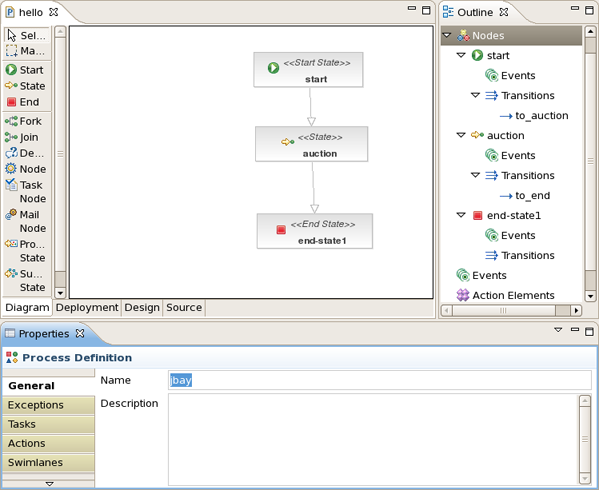 hello
Sel...
Ma...
Start
State
End
Fork
Join
De...
Node
Task
Node
Mail
Node
Pro...
State
Su...
State
<<Start State>>
start
<<State>>
auction
<<End State>>
end-state1
Diagram
Deployment
Design
Source
Outline
Nodes
start
Events
Transitions
to_auction
auction
Events
Transitions
to_end
end-state1
Events
Transitions
Events
Action Elements
Properties
Process Definition
General
Exceptions
Tasks
Actions
Swimlanes
Name
jbay
Description